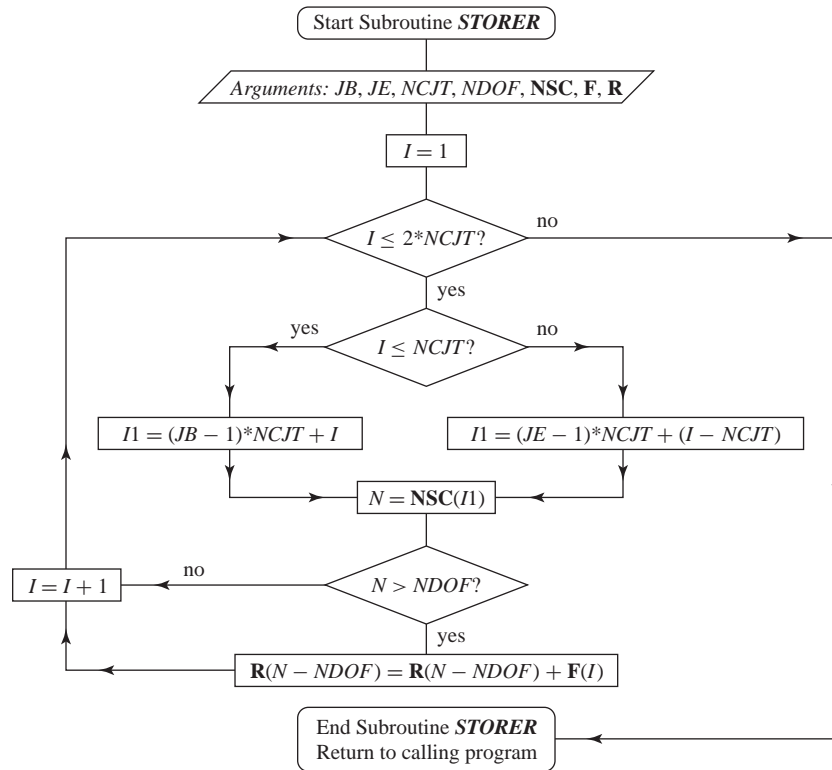 Start Subroutine STORER
Arguments: JB, JE, NCJT, NDOF, NSC, F, R
I = 1
I ≤ 2*NCJT?
no
yes
I ≤ NCJT?
yes
no
I1 = (JB − 1)*NCJT + I
I1 = (JE − 1)*NCJT + (I − NCJT)
N = NSC(I1)
N > NDOF?
no
I = I + 1
yes
R(N − NDOF) = R(N − NDOF) + F(I)
End Subroutine STORER
Return to calling program